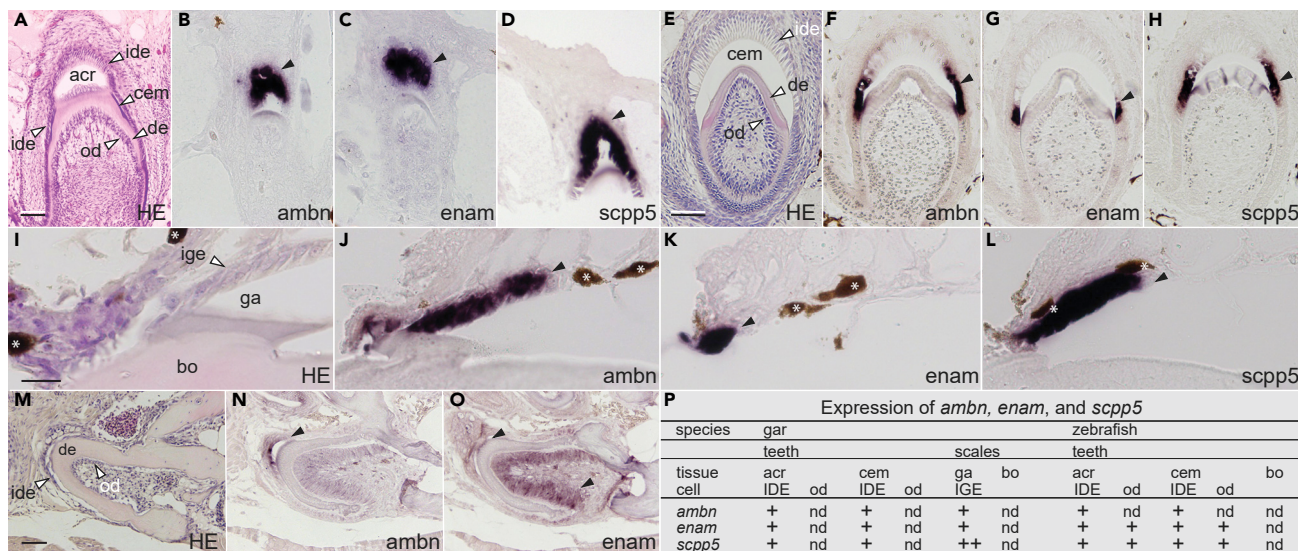 A
ide
acr
cem
ide
de
od
HE
B
ambn
C
enam
D
scpp5
E
ide
cem
de
od
HE
F
ambn
G
enam
H
scpp5
I
*
ige
ga
*
bo
HE
J
* *
ambn
K
*
*
enam
L
*
*
scpp5
M
de
od
ide
HE
N
ambn
O
enam
P
Expression of ambn, enam, and scpp5
species gar zebrafish
teeth scales teeth
tissue acr cem ga bo acr cem bo
cell IDE od IDE od IGE IDE od IDE od
ambn + nd + nd + nd + nd + nd nd
enam + nd + nd + nd + + + + nd
scpp5 + nd + nd ++ nd + + + + nd